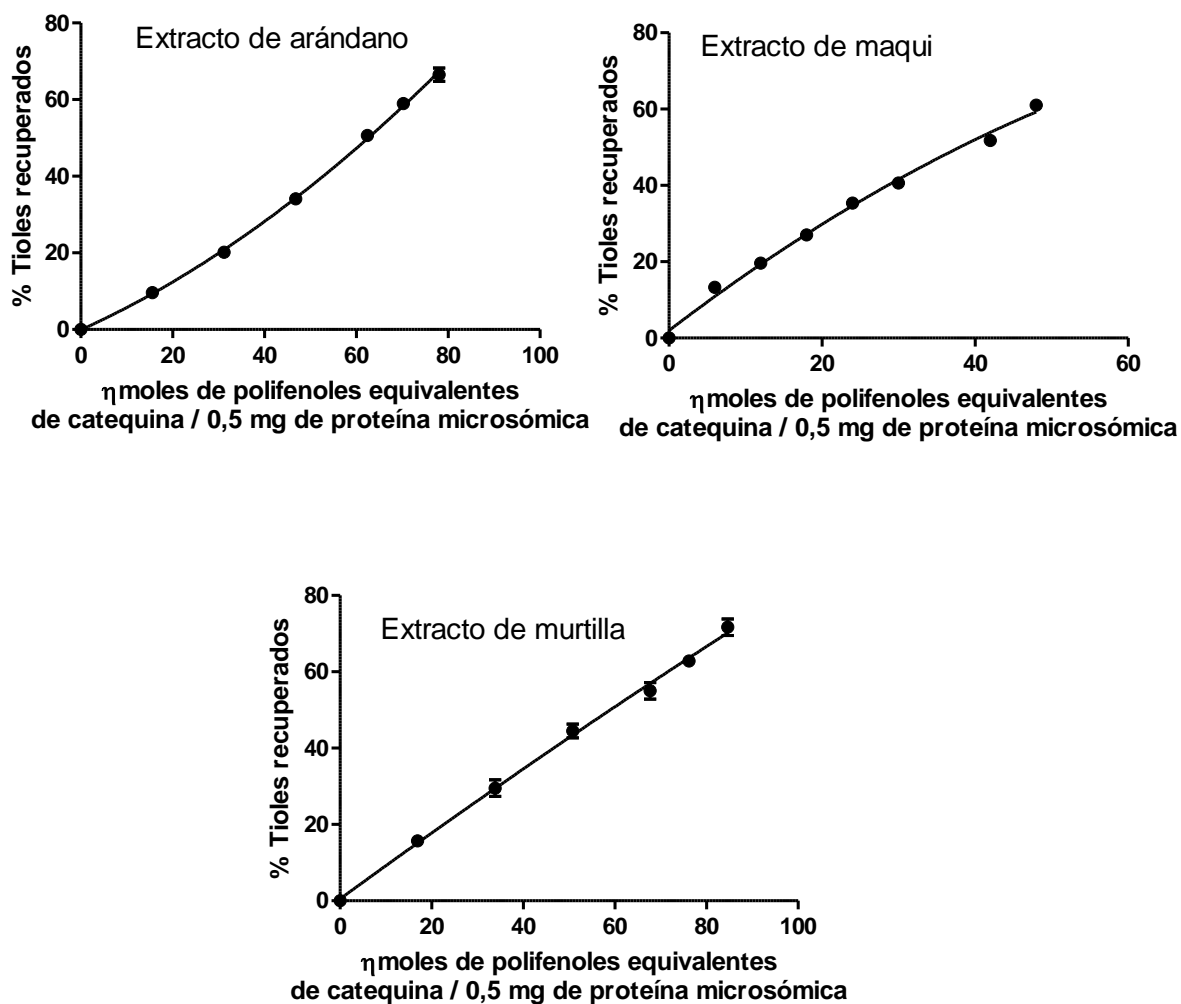 Extracto de arándano
% Tioles recuperados
80
60
40
20
0
0 20 40 60 80 100
ηmoles de polifenoles equivalentes
de catequina / 0,5 mg de proteína microsómica
Extracto de maqui
% Tioles recuperados
80
60
40
20
0
0 20 40 60
ηmoles de polifenoles equivalentes
de catequina / 0,5 mg de proteína microsómica
Extracto de murtilla
% Tioles recuperados
80
60
40
20
0
0 20 40 60 80 100
ηmoles de polifenoles equivalentes
de catequina / 0,5 mg de proteína microsómica